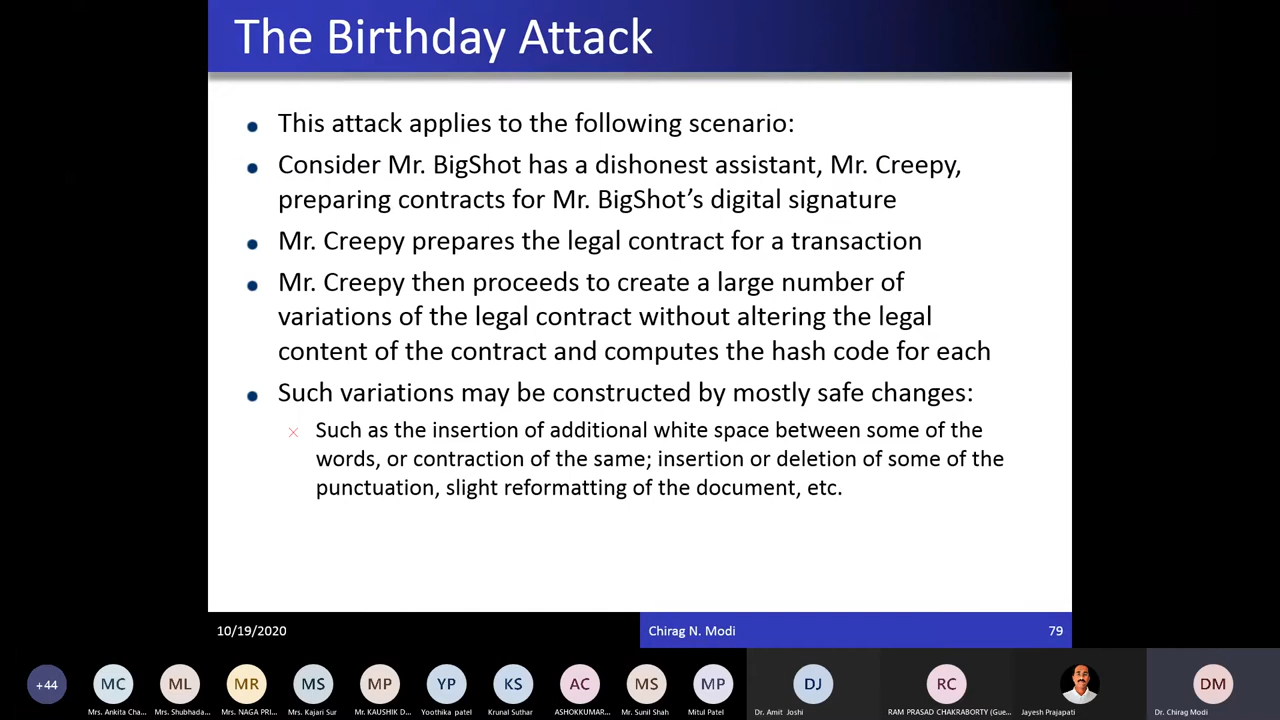 The Birthday Attack
This attack applies to the following scenario:
Consider Mr. BigShot has a dishonest assistant, Mr. Creepy,
preparing contracts for Mr. BigShot’s digital signature
Mr. Creepy prepares the legal contract for a transaction
Mr. Creepy then proceeds to create a large number of
variations of the legal contract without altering the legal
content of the contract and computes the hash code for each
Such variations may be constructed by mostly safe changes:
Such as the insertion of additional white space between some of the
words, or contraction of the same; insertion or deletion of some of the
punctuation, slight reformatting of the document, etc.
10/19/2020 Chirag N. Modi 79
+44 MC ML MR MS MP YP KS AC MS MP DJ RC DM
Mrs. Ankita Cha... Mrs. Shubhada... Mrs. NAGA PRI... Mrs. Kajari Sur Mr. KAUSHIK D... Yoothika patel Krunal Suthar ASHOKKUMAR... Mr. Sunil Shah Mitul Patel Dr. Amit Joshi RAM PRASAD CHAKRABORTY (Gue... Jayesh Prajapati Dr. Chirag Modi